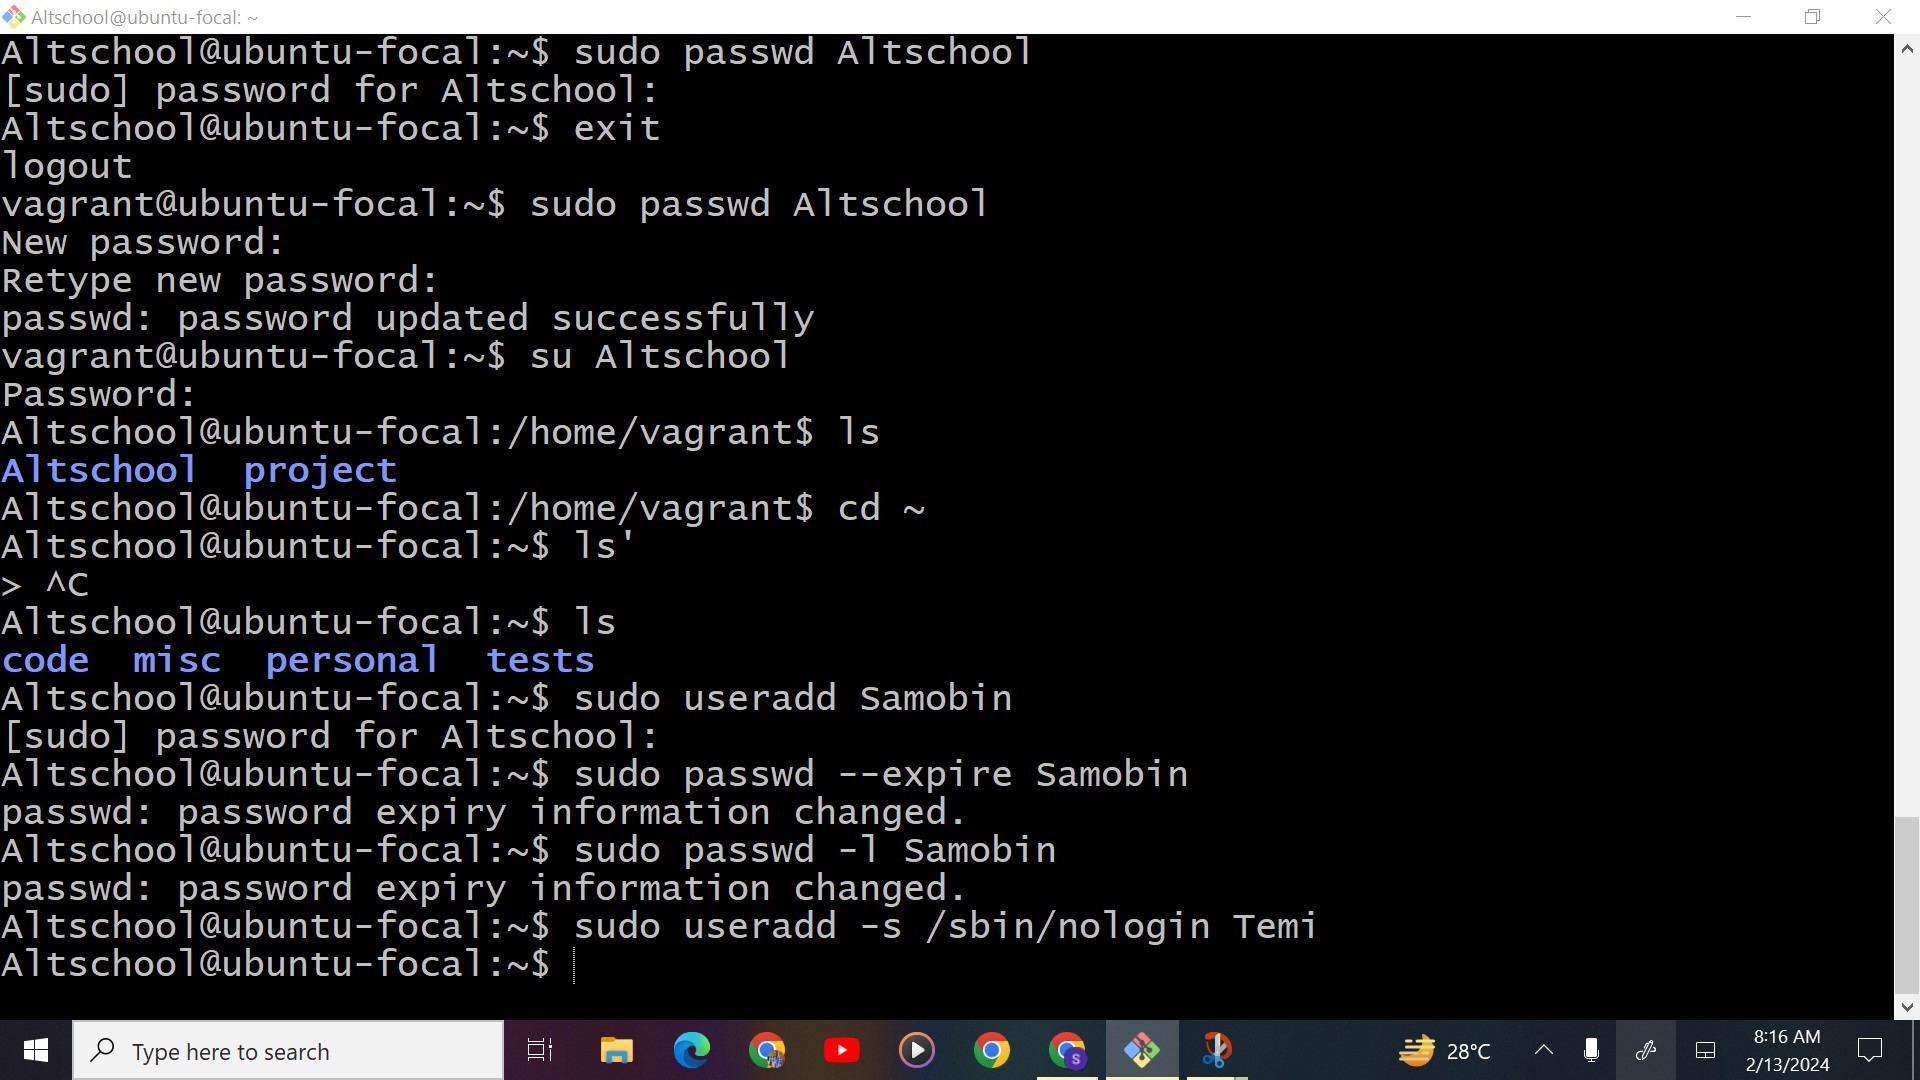 Altschool@ubuntu-focal: ~
Altschool@ubuntu-focal:~$ sudo passwd Altschool
[sudo] password for Altschool:
Altschool@ubuntu-focal:~$ exit
logout
vagrant@ubuntu-focal:~$ sudo passwd Altschool
New password:
Retype new password:
passwd: password updated successfully
vagrant@ubuntu-focal:~$ su Altschool
Password:
Altschool@ubuntu-focal:/home/vagrant$ ls
Altschool  project
Altschool@ubuntu-focal:/home/vagrant$ cd ~
Altschool@ubuntu-focal:~$ ls'
> ^C
Altschool@ubuntu-focal:~$ ls
code  misc  personal  tests
Altschool@ubuntu-focal:~$ sudo useradd Samobin
[sudo] password for Altschool:
Altschool@ubuntu-focal:~$ sudo passwd --expire Samobin
passwd: password expiry information changed.
Altschool@ubuntu-focal:~$ sudo passwd -l Samobin
passwd: password expiry information changed.
Altschool@ubuntu-focal:~$ sudo useradd -s /sbin/nologin Temi
Altschool@ubuntu-focal:~$
Type here to search
S
28°C
8:16 AM
2/13/2024